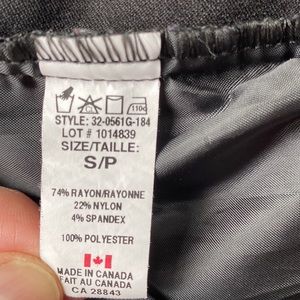 110c
STYLE: 32-0561G-184
LOT # 1014839
SIZE/TAILLE:
S/P
74% RAYON/RAYONNE
22% NYLON
4% SPANDEX
100% POLYESTER
MADE IN CANADA
FAIT AU CANADA
CA 28843